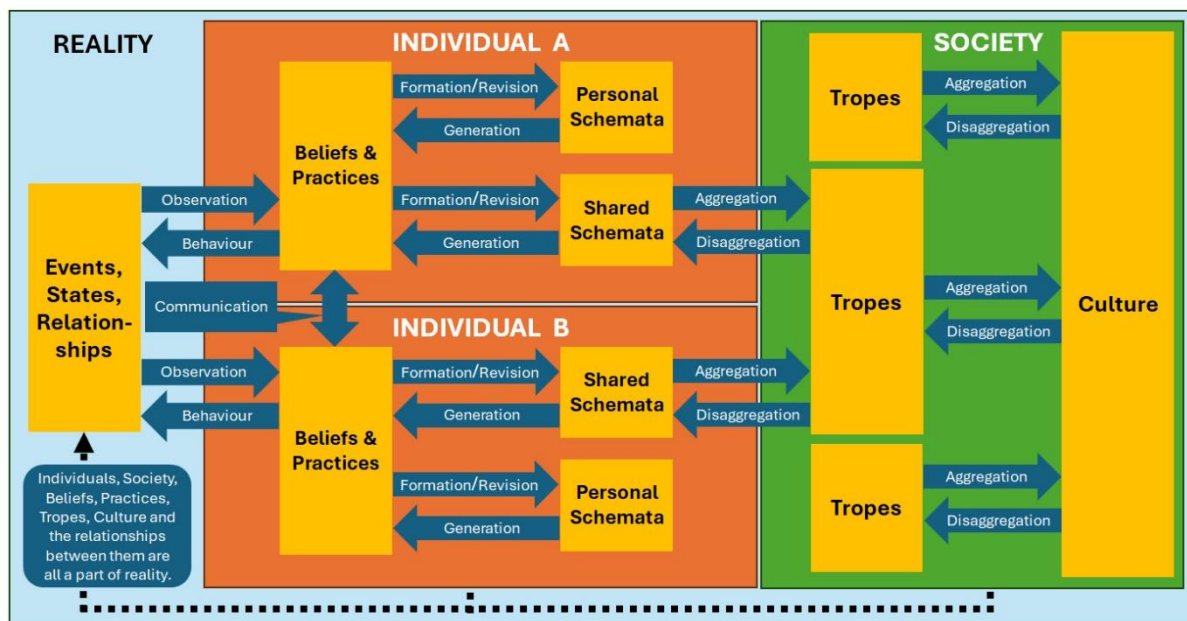 REALITY
INDIVIDUAL A
SOCIETY
Beliefs &
Practices
Formation/Revision
Generation
Personal
Schemata
Formation/Revision
Generation
Shared
Schemata
Aggregation
Disaggregation
Tropes
Aggregation
Disaggregation
Observation
Behaviour
Events,
States,
Relation-
ships
Communication
Tropes
Aggregation
Disaggregation
Culture
INDIVIDUAL B
Observation
Behaviour
Beliefs &
Practices
Formation/Revision
Generation
Shared
Schemata
Aggregation
Disaggregation
Formation/Revision
Generation
Personal
Schemata
Tropes
Aggregation
Disaggregation
Individuals, Society,
Beliefs, Practices,
Tropes, Culture and
the relationships
between them are
all a part of reality.